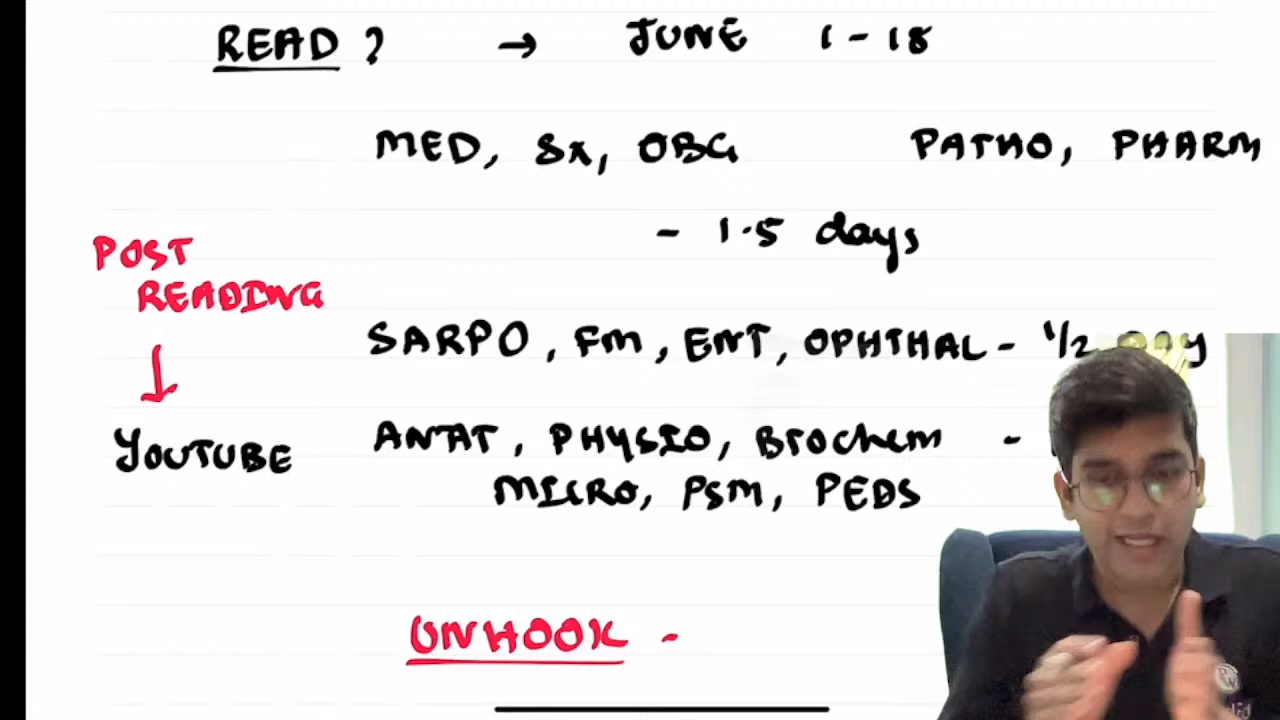 READ ? → JUNE 1-18
MED, Sx, OBG PATHO, PHARM
- 1.5 days
POST
READING
↓
YOUTUBE
SARPO, FM, ENT, OPHTHAL - 1/2
ANAT, PHYSIO, Biochem -
MICRO, PSM, PEDS
UNHOOK -
PW